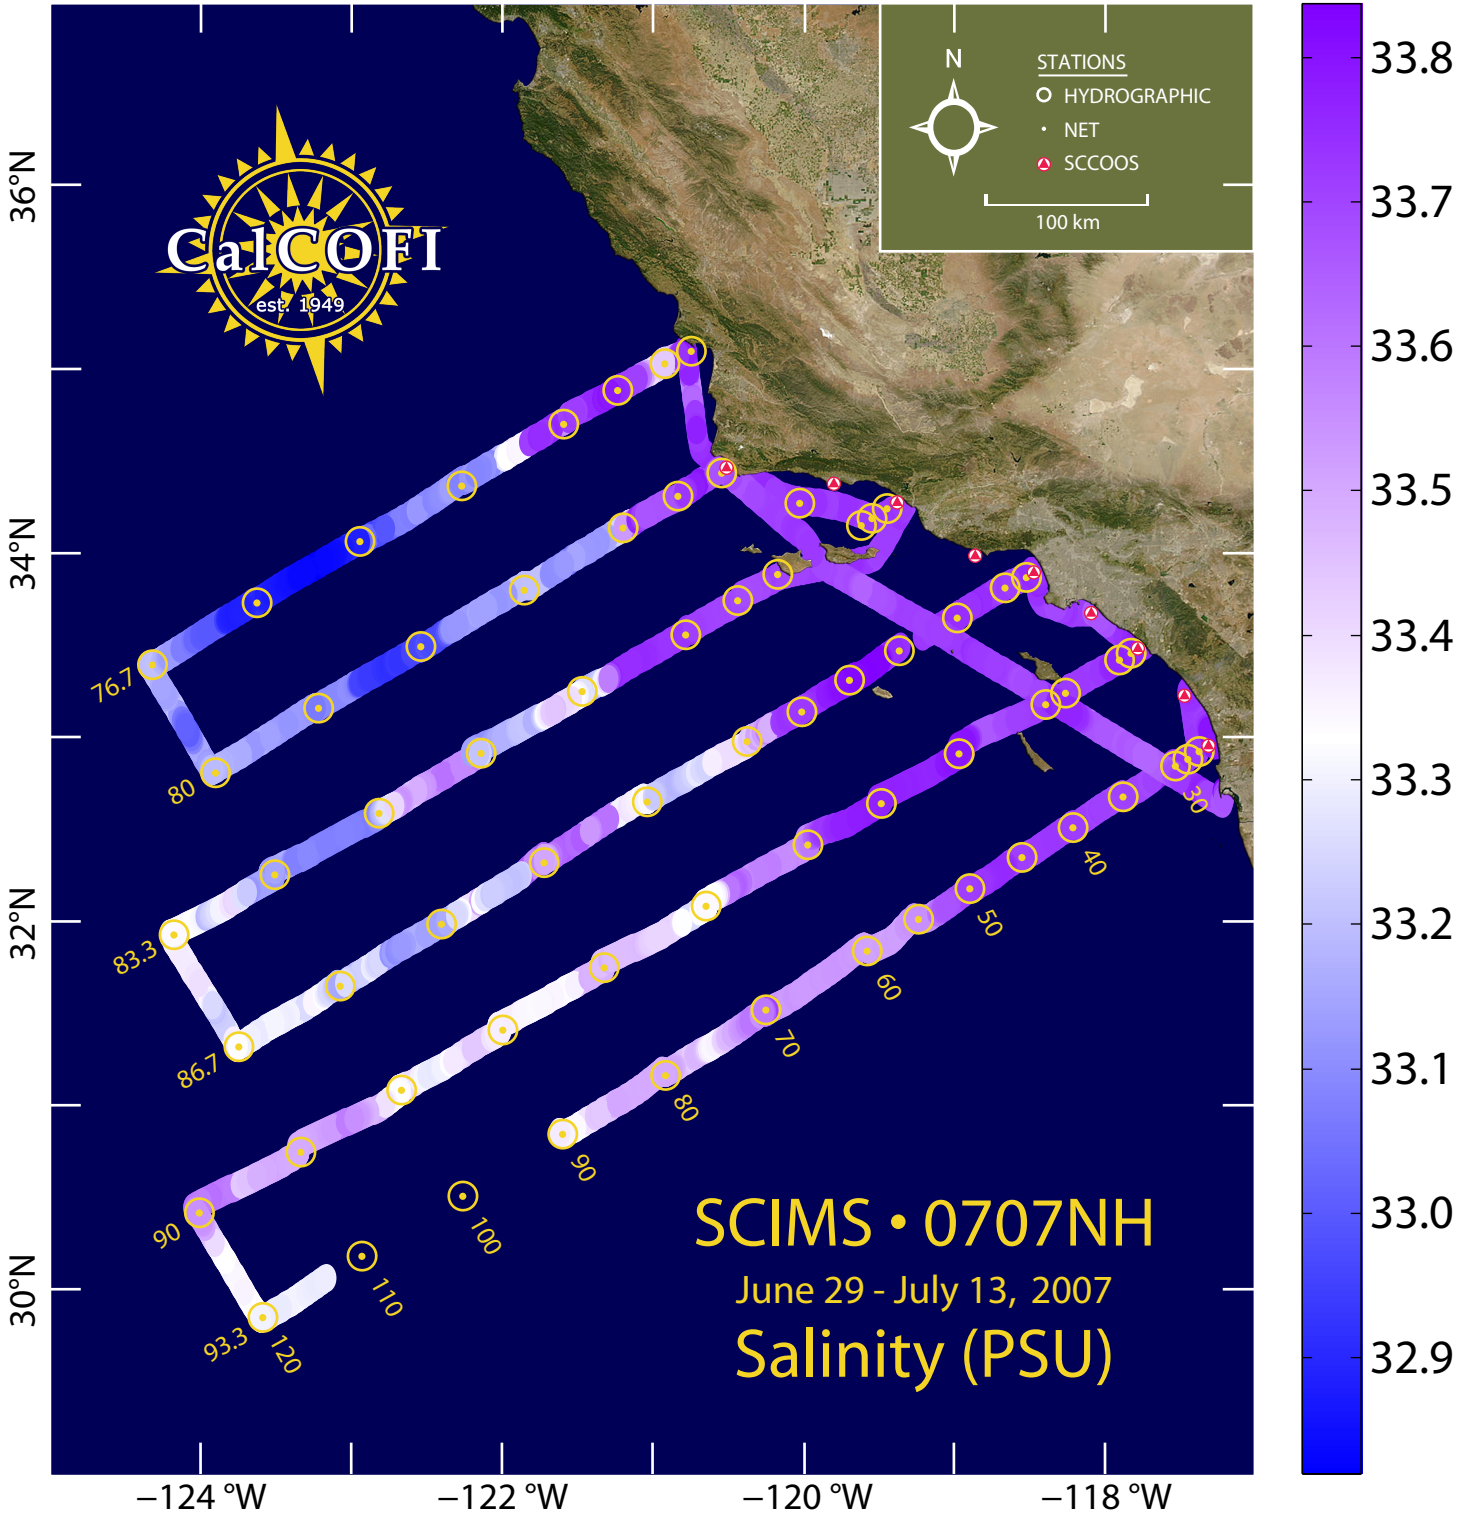 N
STATIONS
HYDROGRAPHIC
NET
SCCOOS
100 km
CalCOFI
est. 1949
36°N
34°N
32°N
30°N
76.7
80
83.3
86.7
90
93.3
30
40
50
60
70
80
90
100
110
120
SCIMS • 0707NH
June 29 - July 13, 2007
Salinity (PSU)
−124 °W
−122 °W
−120 °W
−118 °W
33.8
33.7
33.6
33.5
33.4
33.3
33.2
33.1
33.0
32.9